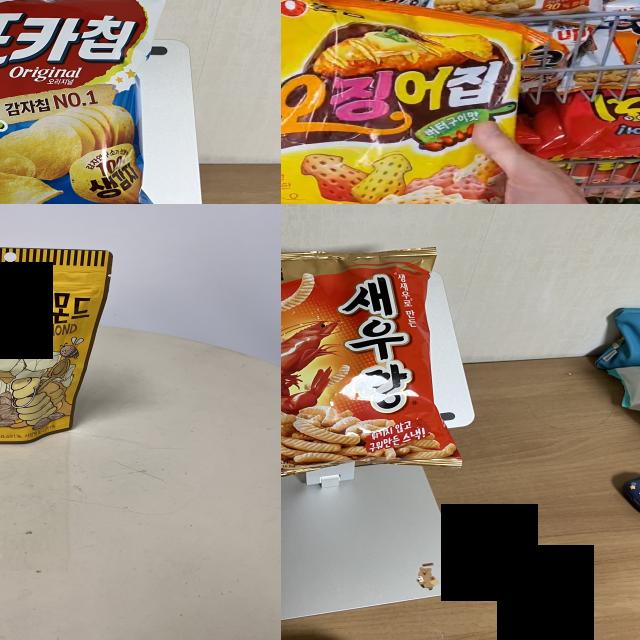 포카칩
Original
오리지널
감자칩 NO.1
100%
생감자
오징어집
버터구이맛
몬드
새우깡
생새우로 만든
튀기지 않고
구워만든 스낵!